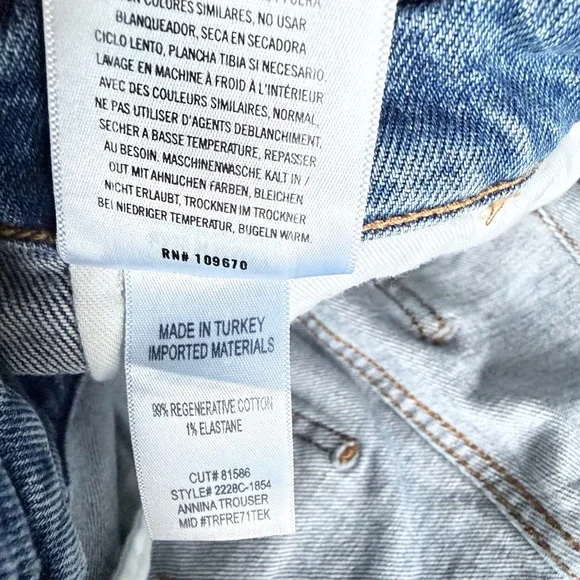 EN COLORES SIMILARES, NO USAR
BLANQUEADOR, SECA EN SECADORA
CICLO LENTO, PLANCHA TIBIA SI NECESARIO.
LAVAGE EN MACHINE À FROID À L'INTÉRIEUR
AVEC DES COULEURS SIMILAIRES, NORMAL,
NE PAS UTILISER D'AGENTS DEBLANCHIMENT,
SECHER A BASSE TEMPERATURE, REPASSER
AU BESOIN. MASCHINENWASCHE KALT IN /
OUT MIT AHNLICHEN FARBEN, BLEICHEN
NICHT ERLAUBT, TROCKNEN IM TROCKNER
BEI NIEDRIGER TEMPERATUR, BUGELN WARM.
RN# 109670
MADE IN TURKEY
IMPORTED MATERIALS
99% REGENERATIVE COTTON
1% ELASTANE
CUT# 81586
STYLE# 2228C-1854
ANNINA TROUSER
MID #TRFRE71TEK